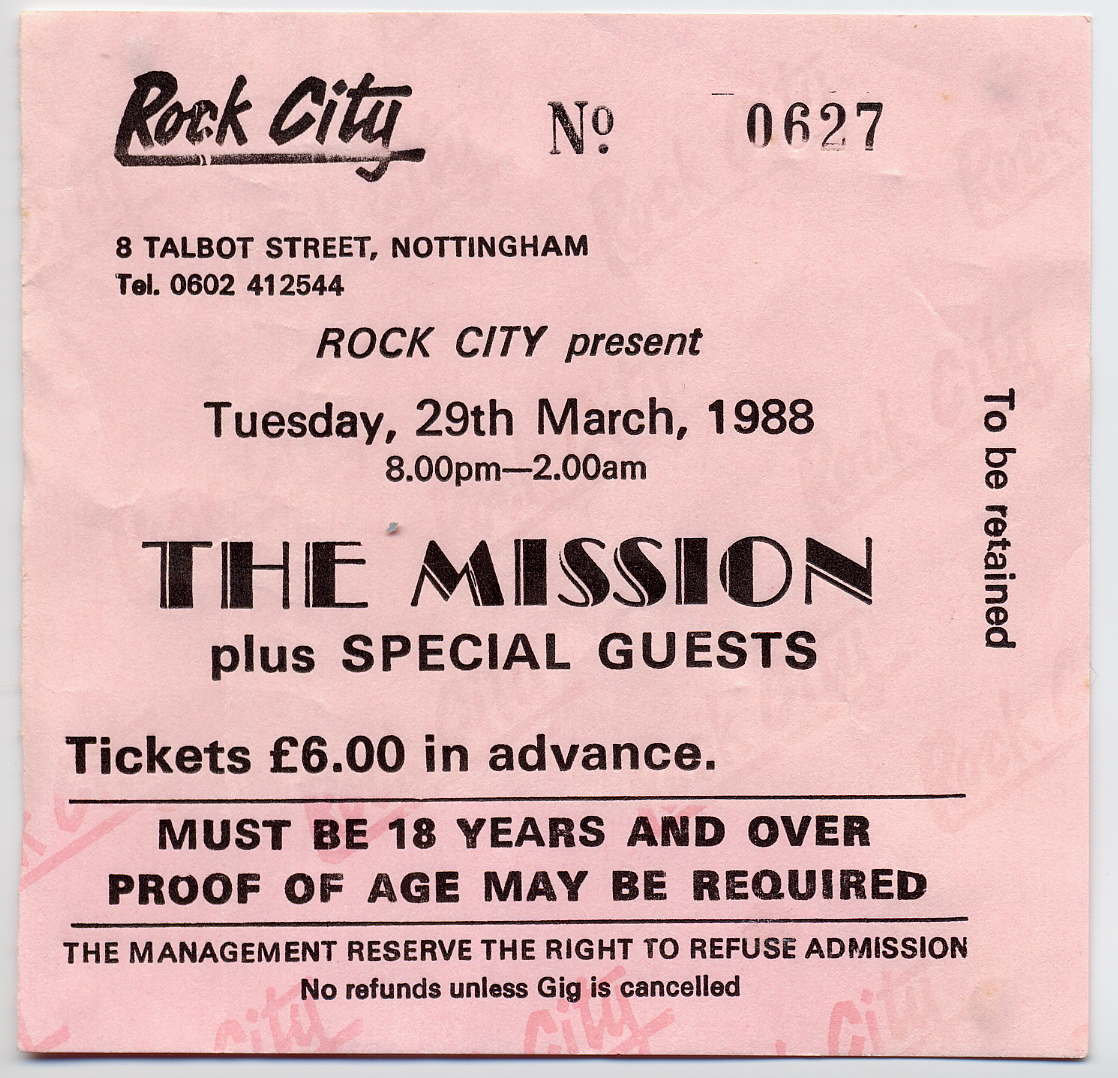 Rock City
Nº. 0627
8 TALBOT STREET, NOTTINGHAM
Tel. 0602 412544
ROCK CITY present
Tuesday, 29th March, 1988
8.00pm—2.00am
THE MISSION
plus SPECIAL GUESTS
To be retained
Tickets £6.00 in advance.
MUST BE 18 YEARS AND OVER
PROOF OF AGE MAY BE REQUIRED
THE MANAGEMENT RESERVE THE RIGHT TO REFUSE ADMISSION
No refunds unless Gig is cancelled